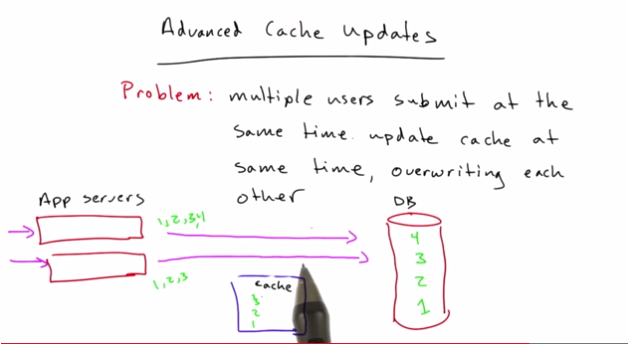 Advanced Cache Updates
Problem: multiple users submit at the
same time. update cache at
same time, overwriting each
other
App servers
DB
1,2,3,4
1,2,3
cache
3
2
1
4
3
2
1